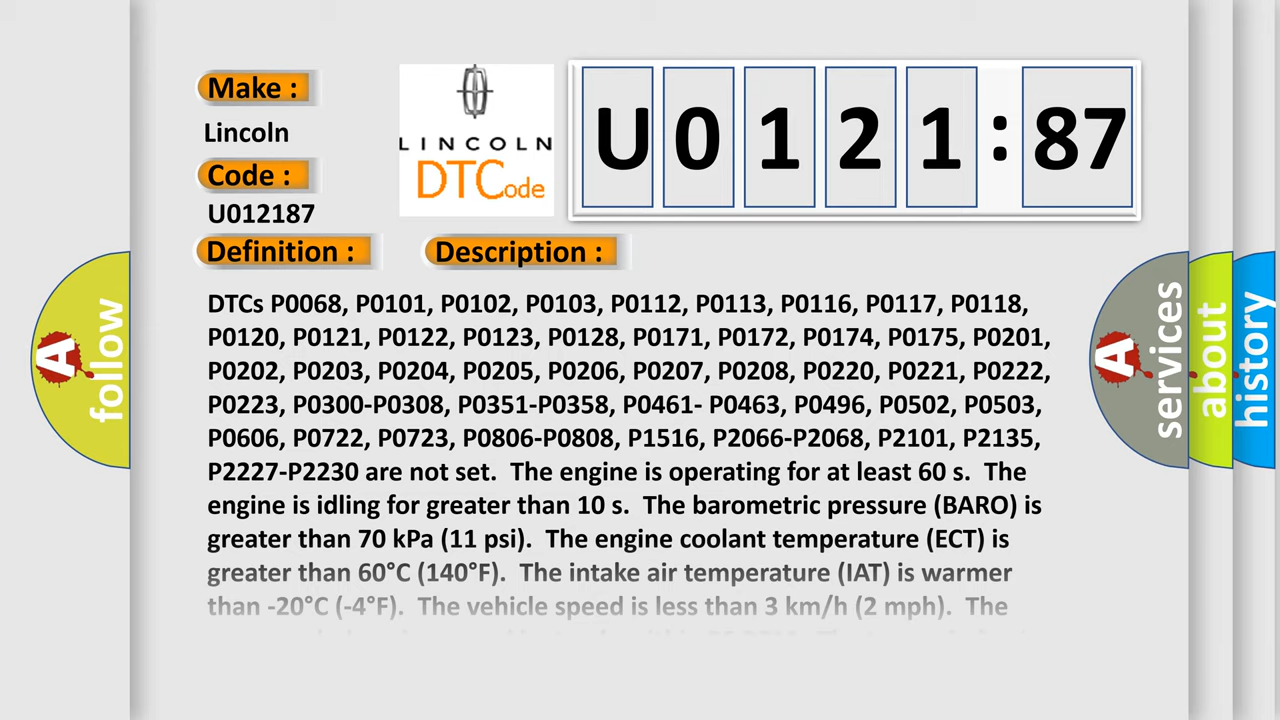 Make :
Lincoln
Code :
U012187
Definition :
Description :
LINCOLN
DTCode
U0121:87
DTCs P0068, P0101, P0102, P0103, P0112, P0113, P0116, P0117, P0118,
P0120, P0121, P0122, P0123, P0128, P0171, P0172, P0174, P0175, P0201,
P0202, P0203, P0204, P0205, P0206, P0207, P0208, P0220, P0221, P0222,
P0223, P0300-P0308, P0351-P0358, P0461- P0463, P0496, P0502, P0503,
P0606, P0722, P0723, P0806-P0808, P1516, P2066-P2068, P2101, P2135,
P2227-P2230 are not set.  The engine is operating for at least 60 s.  The
engine is idling for greater than 10 s.  The barometric pressure (BARO) is
greater than 70 kPa (11 psi).  The engine coolant temperature (ECT) is
greater than 60°C (140°F).  The intake air temperature (IAT) is warmer
than -20°C (-4°F).  The vehicle speed is less than 3 km/h (2 mph).  The
A
follow
A
services
about
history